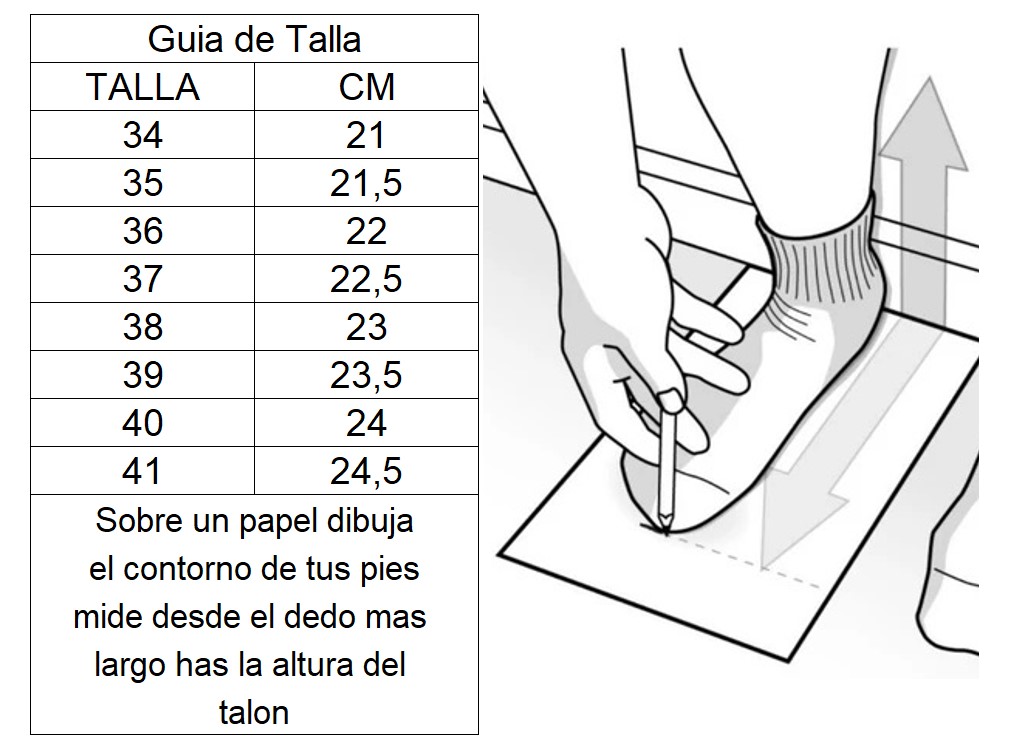 Guia de Talla
TALLA CM
34 21
35 21,5
36 22
37 22,5
38 23
39 23,5
40 24
41 24,5
Sobre un papel dibuja
el contorno de tus pies
mide desde el dedo mas
largo has la altura del
talon